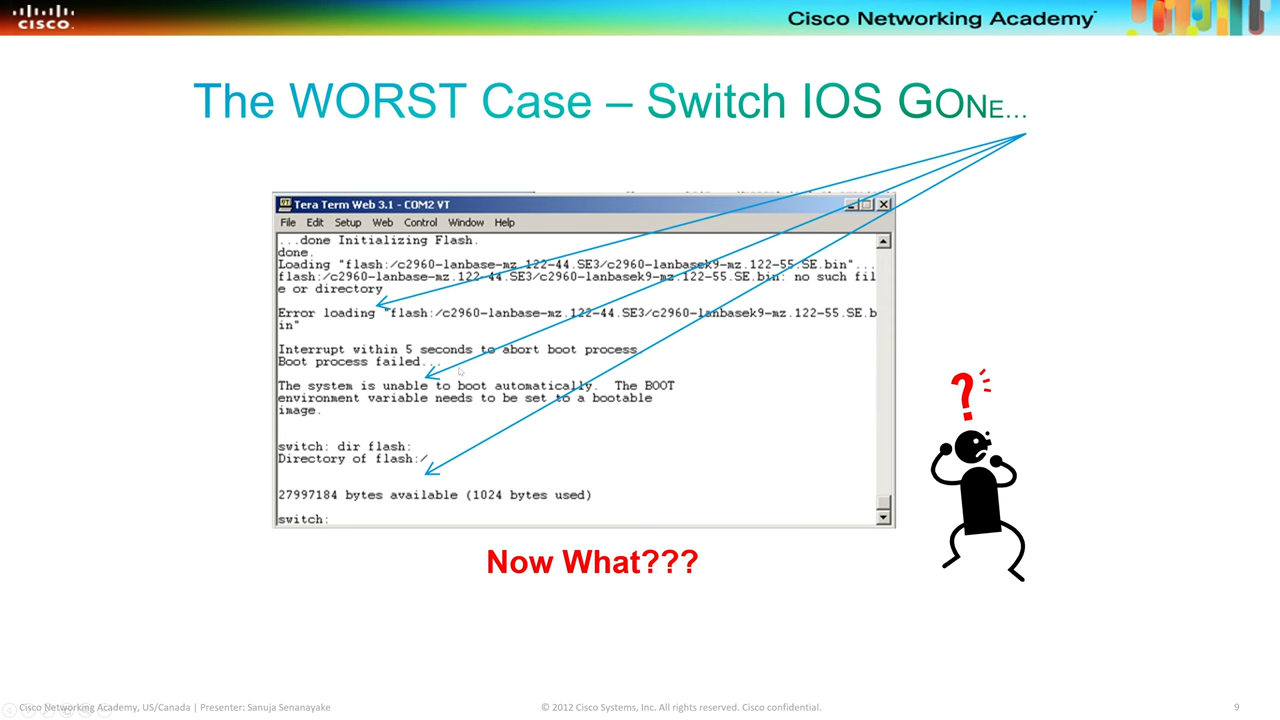 CISCO.
Cisco Networking Academy
The WORST Case – Switch IOS GONE...
Tera Term Web 3.1 - COM2 VT
File Edit Setup Web Control Window Help
...done Initializing Flash.
done.
Loading "flash:/c2960-lanbase-mz.122-44.SE3/c2960-lanbasek9-mz.122-55.SE.bin"...
flash:/c2960-lanbase-mz.122-44.SE3/c2960-lanbasek9-mz.122-55.SE.bin: no such fil
e or directory
Error loading "flash:/c2960-lanbase-mz.122-44.SE3/c2960-lanbasek9-mz.122-55.SE.b
in"
Interrupt within 5 seconds to abort boot process.
Boot process failed...
The system is unable to boot automatically. The BOOT
environment variable needs to be set to a bootable
image.
switch: dir flash:
Directory of flash:/
27997184 bytes available (1024 bytes used)
switch:
?
Now What???
Cisco Networking Academy, US/Canada | Presenter: Sanuja Senanayake
© 2012 Cisco Systems, Inc. All rights reserved. Cisco confidential.
9